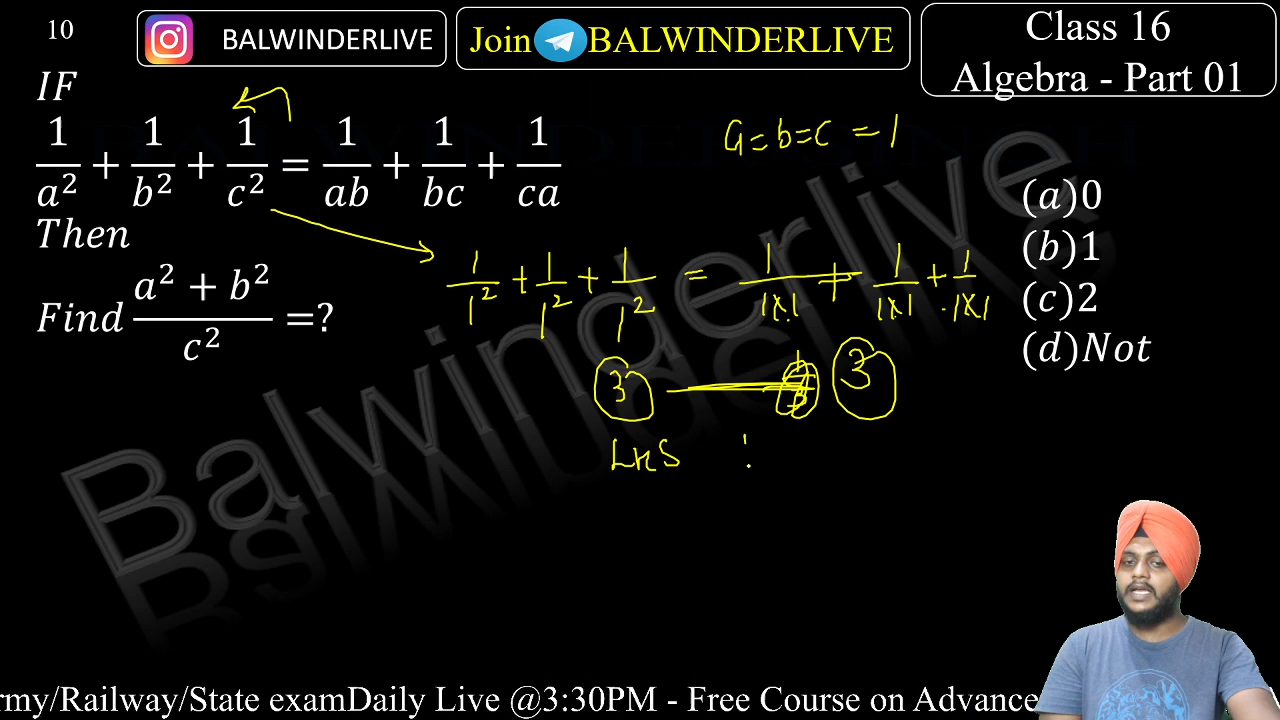 10
BALWINDERLIVE
Join BALWINDERLIVE
Class 16
Algebra - Part 01
IF
1/a² + 1/b² + 1/c² = 1/ab + 1/bc + 1/ca
Then
Find (a² + b²)/c² =?
(a)0
(b)1
(c)2
(d)Not
a=b=c=1
1/1² + 1/1² + 1/1² = 1/1×1 + 1/1×1 + 1/1×1
3 3
LHS
Balwinderlive
rmy/Railway/State examDaily Live @3:30PM - Free Course on Advance